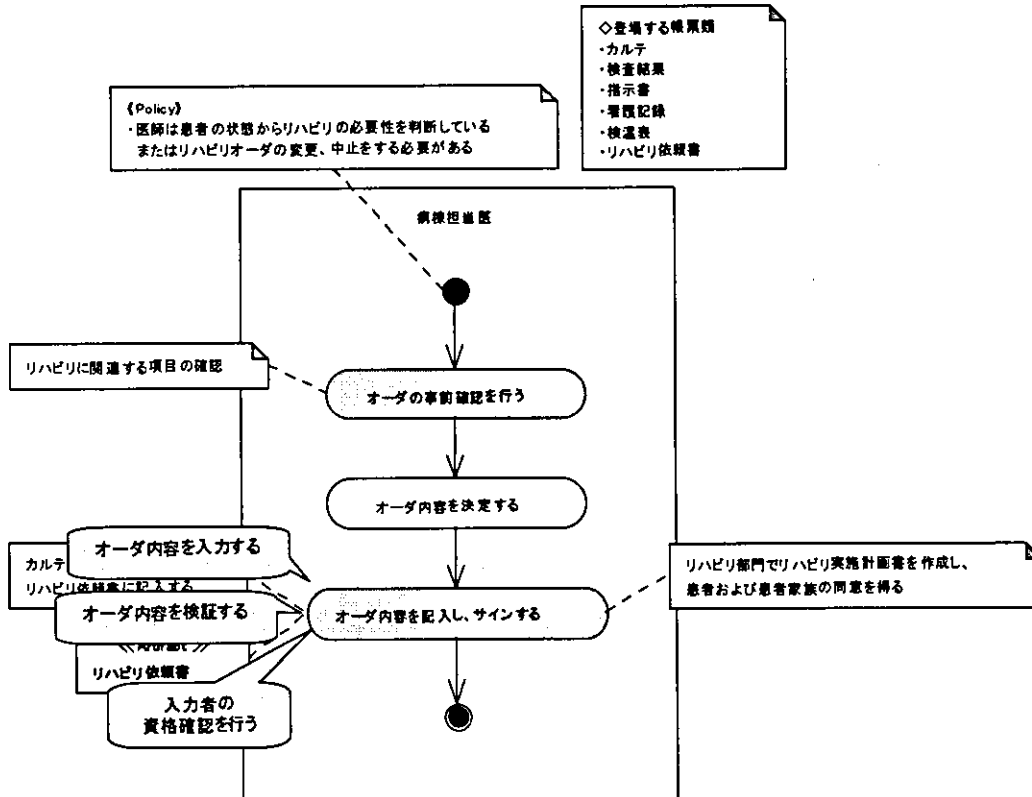 ◇登場する帳票類
・カルテ
・検査結果
・指示書
・看護記録
・検温表
・リハビリ依頼書
《Policy》
・医師は患者の状態からリハビリの必要性を判断している
またはリハビリオーダの変更、中止をする必要がある
病棟担当医
リハビリに関連する項目の確認
オーダの事前確認を行う
オーダ内容を決定する
オーダ内容を入力する
カルテ
リハビリ依頼書に記入する
リハビリ部門でリハビリ実施計画書を作成し、
患者および患者家族の同意を得る
オーダ内容を検証する
オーダ内容を記入し、サインする
リハビリ依頼書
入力者の
資格確認を行う